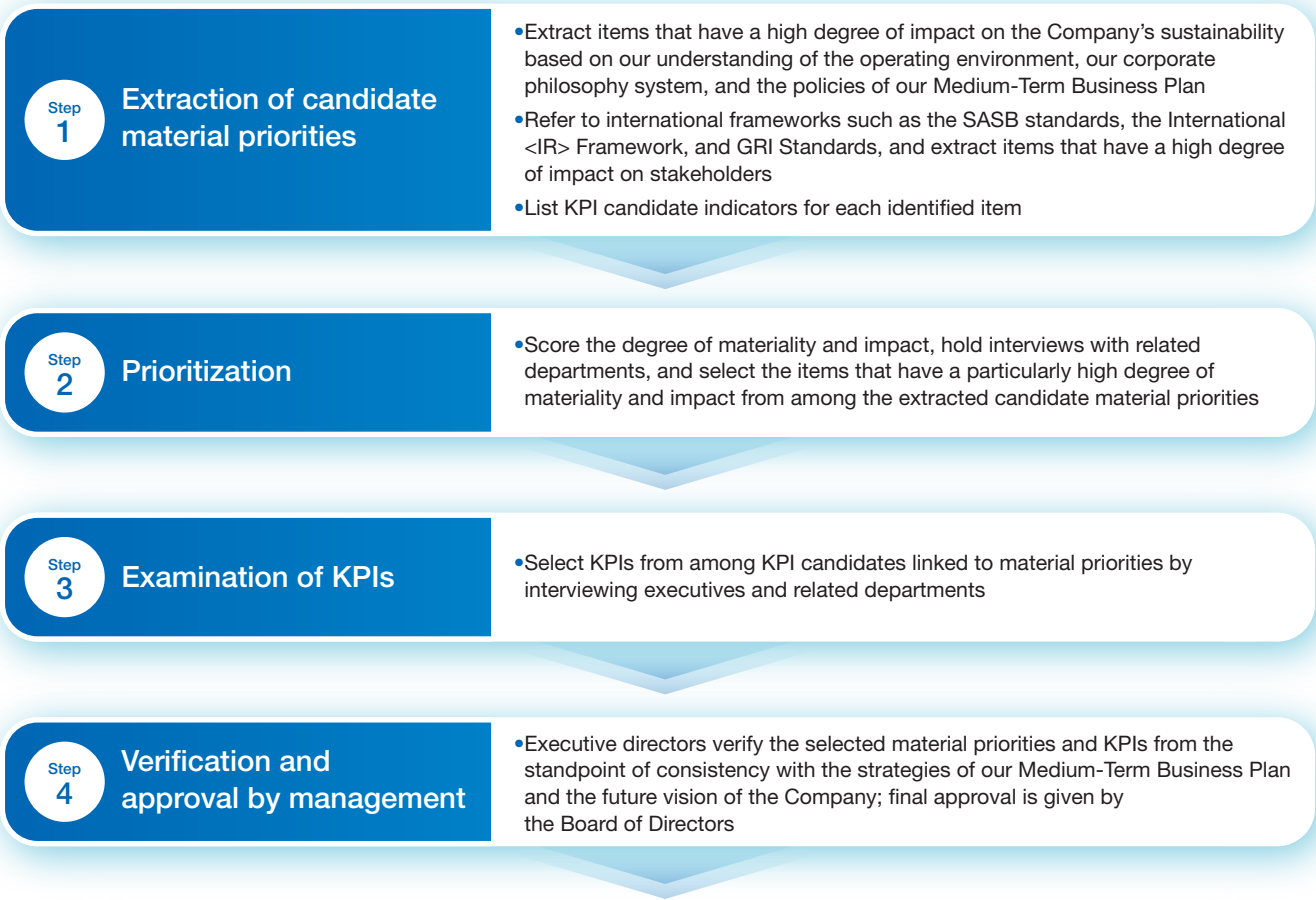 Step
1
Extraction of candidate
material priorities
•Extract items that have a high degree of impact on the Company’s sustainability
based on our understanding of the operating environment, our corporate
philosophy system, and the policies of our Medium-Term Business Plan
•Refer to international frameworks such as the SASB standards, the International
<IR> Framework, and GRI Standards, and extract items that have a high degree
of impact on stakeholders
•List KPI candidate indicators for each identified item
Step
2
Prioritization
•Score the degree of materiality and impact, hold interviews with related
departments, and select the items that have a particularly high degree of
materiality and impact from among the extracted candidate material priorities
Step
3
Examination of KPIs
•Select KPIs from among KPI candidates linked to material priorities by
interviewing executives and related departments
Step
4
Verification and
approval by management
•Executive directors verify the selected material priorities and KPIs from the
standpoint of consistency with the strategies of our Medium-Term Business Plan
and the future vision of the Company; final approval is given by
the Board of Directors